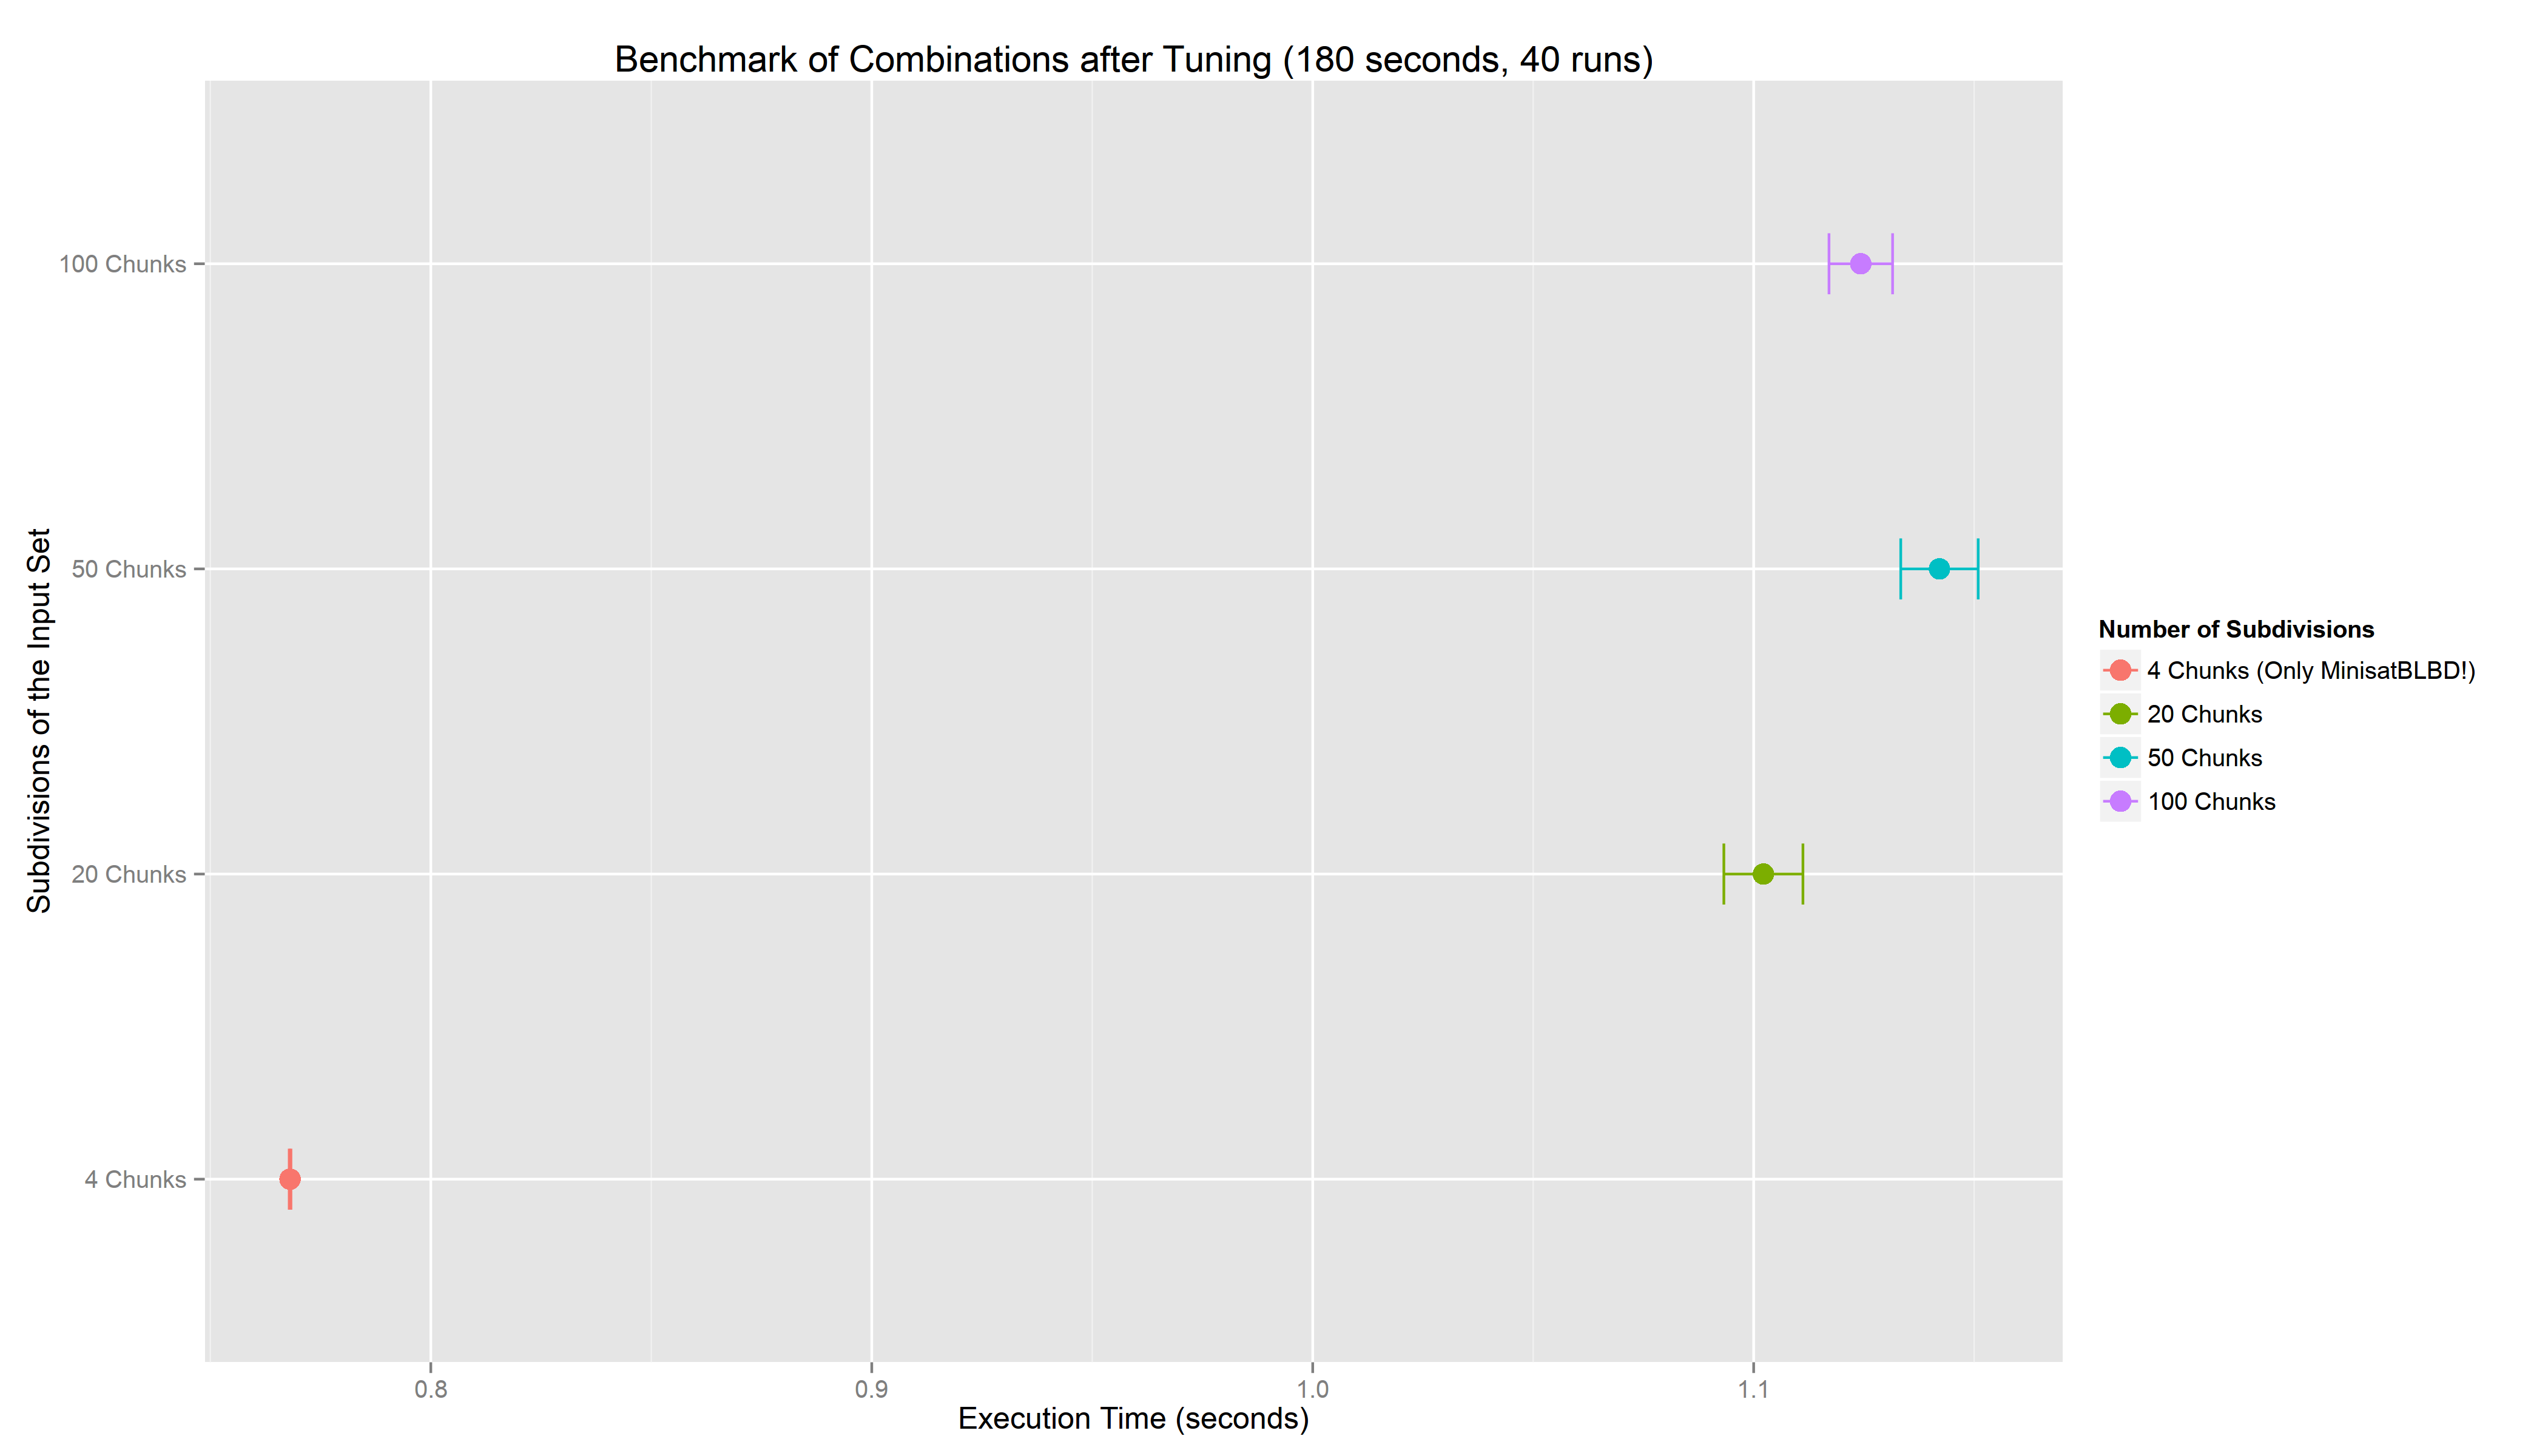 Benchmark of Combinations after Tuning (180 seconds, 40 runs)
Subdivisions of the Input Set
100 Chunks
50 Chunks
20 Chunks
4 Chunks
0.8
0.9
1.0
1.1
Execution Time (seconds)
Number of Subdivisions
4 Chunks (Only MinisatBLBD!)
20 Chunks
50 Chunks
100 Chunks